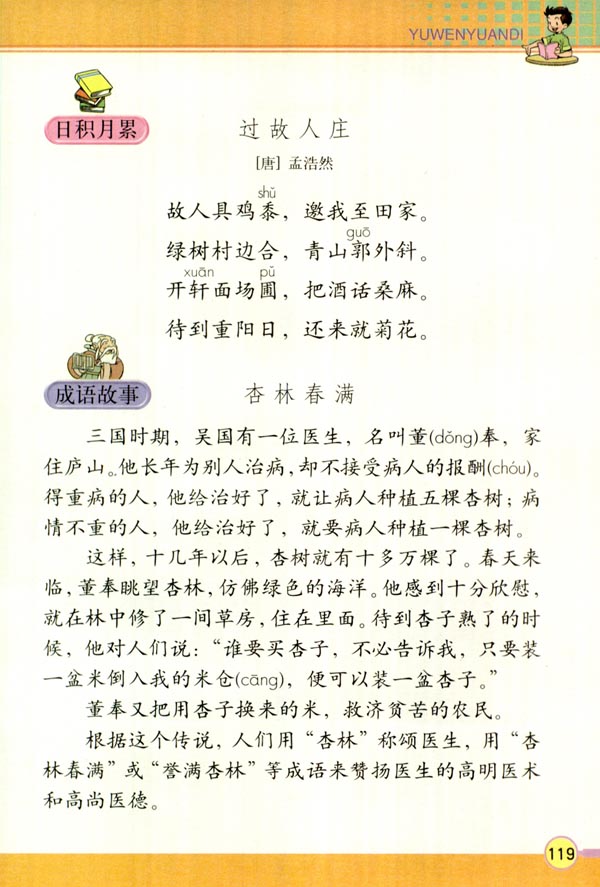 YUWENYUANDI
日积月累
过故人庄
[唐] 孟浩然
shǔ
故人具鸡黍，邀我至田家。
guō
绿树村边合，青山郭外斜。
xuān pǔ
开轩面场圃，把酒话桑麻。
待到重阳日，还来就菊花。
成语故事
杏林春满
三国时期，吴国有一位医生，名叫董(dǒng)奉，家
住庐山。他长年为别人治病，却不接受病人的报酬(chóu)。
得重病的人，他给治好了，就让病人种植五棵杏树；病
情不重的人，他给治好了，就要病人种植一棵杏树。
这样，十几年以后，杏树就有十多万棵了。春天来
临，董奉眺望杏林，仿佛绿色的海洋。他感到十分欣慰，
就在林中修了一间草房，住在里面。待到杏子熟了的时
候，他对人们说：“谁要买杏子，不必告诉我，只要装
一盆米倒入我的米仓(cāng)，便可以装一盆杏子。”
董奉又把用杏子换来的米，救济贫苦的农民。
根据这个传说，人们用“杏林”称颂医生，用“杏
林春满”或“誉满杏林”等成语来赞扬医生的高明医术
和高尚医德。
119